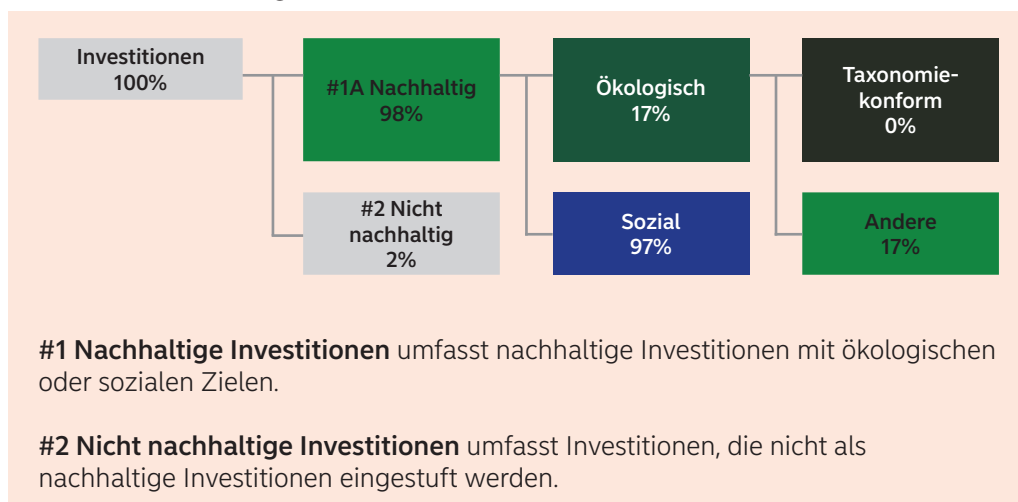 Investitionen
100%
#1A Nachhaltig
98%
Ökologisch
17%
Taxonomie-
konform
0%
#2 Nicht
nachhaltig
2%
Sozial
97%
Andere
17%
#1 Nachhaltige Investitionen umfasst nachhaltige Investitionen mit ökologischen
oder sozialen Zielen.
#2 Nicht nachhaltige Investitionen umfasst Investitionen, die nicht als
nachhaltige Investitionen eingestuft werden.